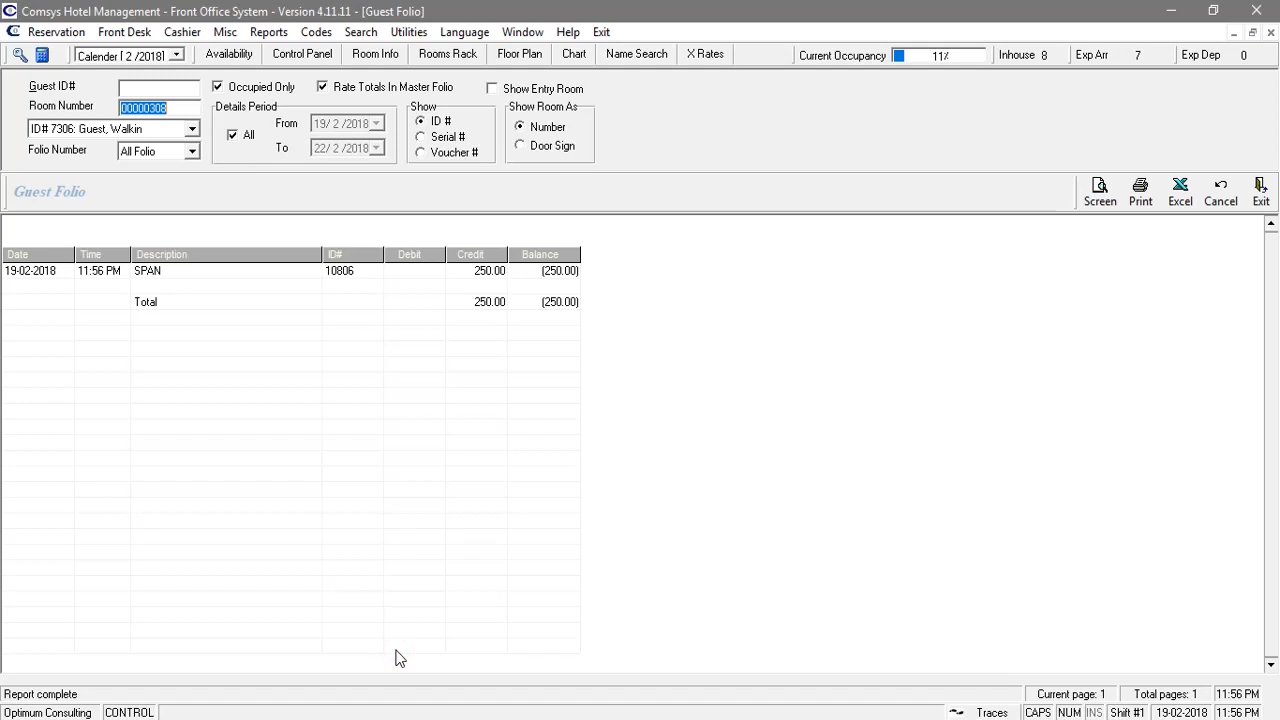 Comsys Hotel Management - Front Office System - Version 4.11.11 - [Guest Folio]
Reservation Front Desk Cashier Misc Reports Codes Search Utilities Language Window Help Exit
Calender [ 2 /2018] Availability Control Panel Room Info Rooms Rack Floor Plan Chart Name Search X Rates Current Occupancy 11% Inhouse 8 Exp Arr 7 Exp Dep 0
Guest ID# Occupied Only Rate Totals In Master Folio Show Entry Room
Room Number 00000308 Details Period Show Show Room As
ID# 7306: Guest, Walkin All From 19/ 2 /2018 ID # Number
Serial #
Folio Number All Folio To 22/ 2 /2018 Voucher # Door Sign
Guest Folio Screen Print Excel Cancel Exit
Date Time Description ID# Debit Credit Balance
19-02-2018 11:56 PM SPAN 10806 250.00 (250.00)
Total 250.00 (250.00)
Report complete Current page: 1 Total pages: 1 11:56 PM
Optimum Consulting CONTROL Traces CAPS NUM INS Shift #1 19-02-2018 11:56 PM